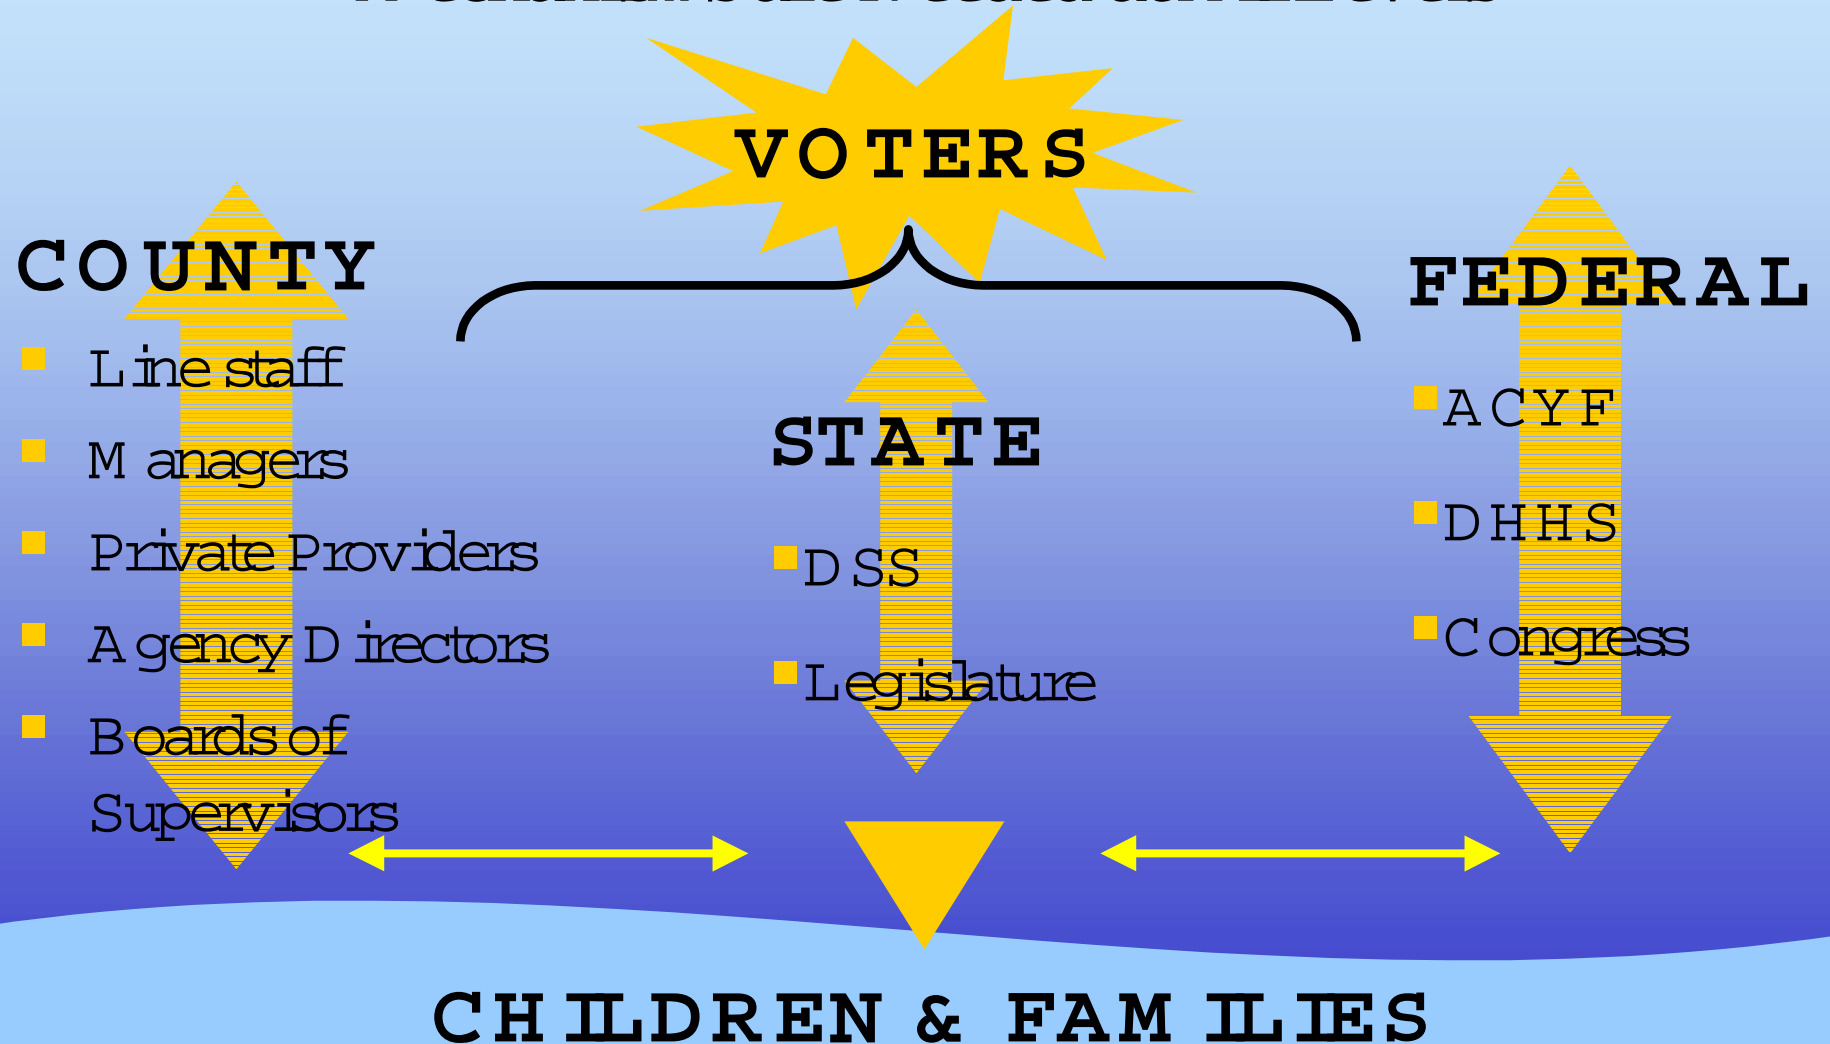 VOTERS
COUNTY
Line staff
Managers
Private Providers
Agency Directors
Boards of
Supervisors
STATE
DSS
Legislature
FEDERAL
ACYF
DHHS
Congress
CHILDREN & FAMILIES